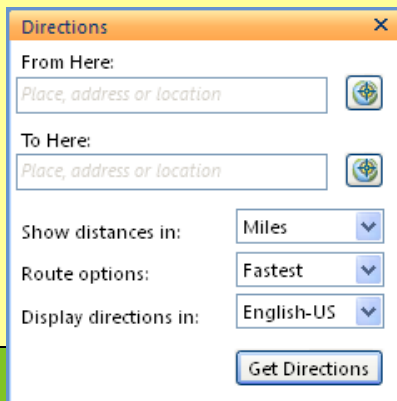 Directions
From Here:
Place, address or location
To Here:
Place, address or location
Show distances in: Miles
Route options: Fastest
Display directions in: English-US
Get Directions